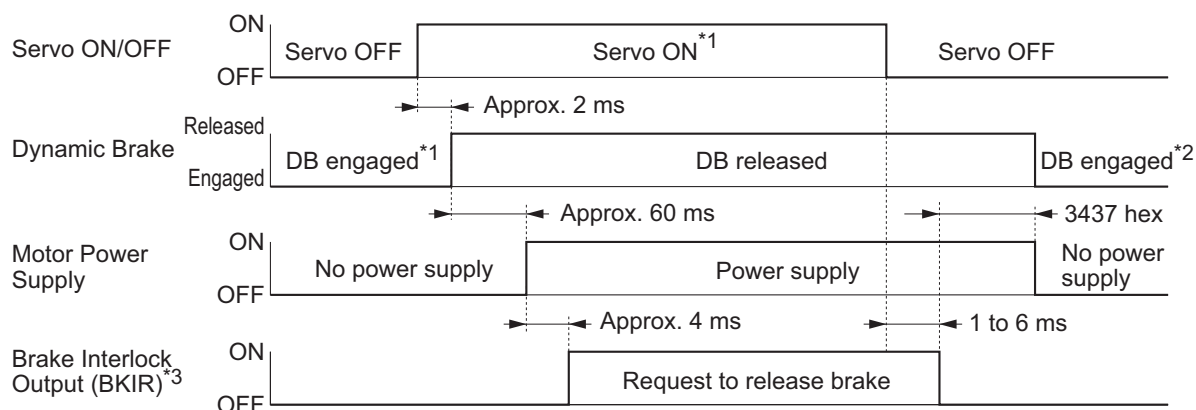 Servo ON/OFF
ON
OFF
Servo OFF
Servo ON*1
Servo OFF
Approx. 2 ms
Dynamic Brake
Released
Engaged
DB engaged*1
DB released
DB engaged*2
Approx. 60 ms
3437 hex
Motor Power
Supply
ON
OFF
No power supply
Power supply
No power
supply
Approx. 4 ms
1 to 6 ms
Brake Interlock
Output (BKIR)*3
ON
OFF
Request to release brake